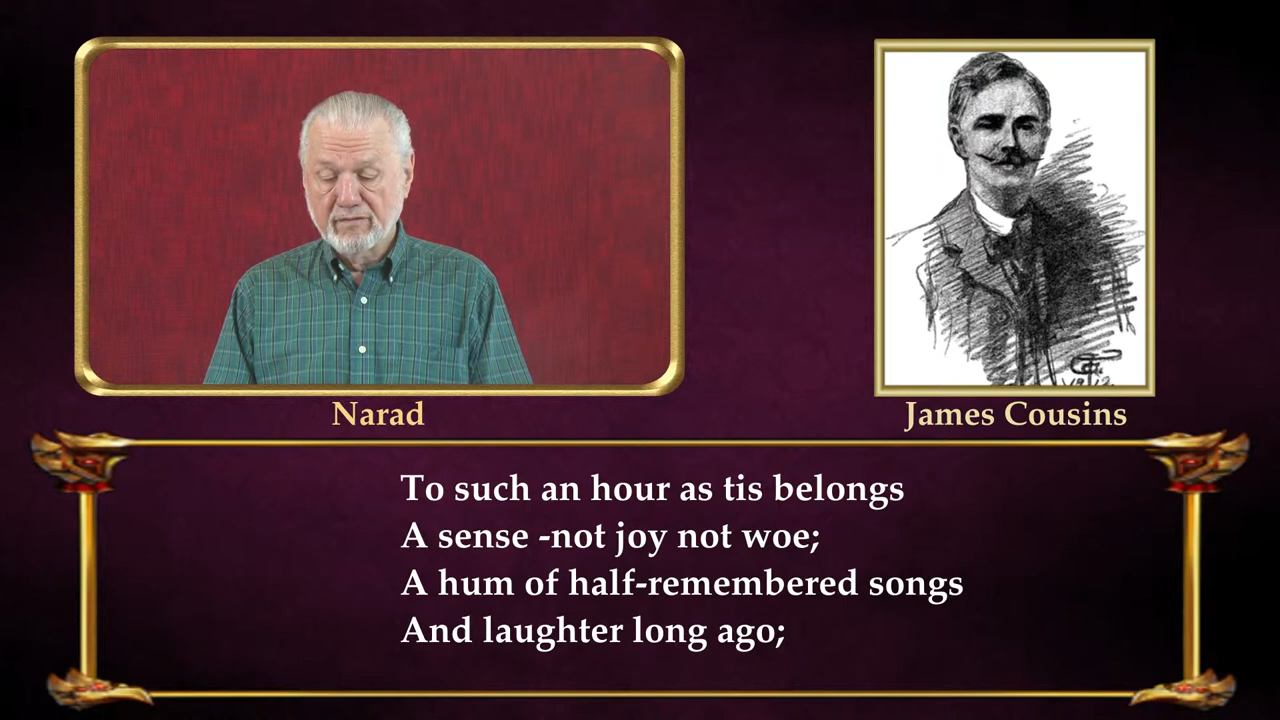 Narad
James Cousins
To such an hour as tis belongs
A sense -not joy not woe;
A hum of half-remembered songs
And laughter long ago;